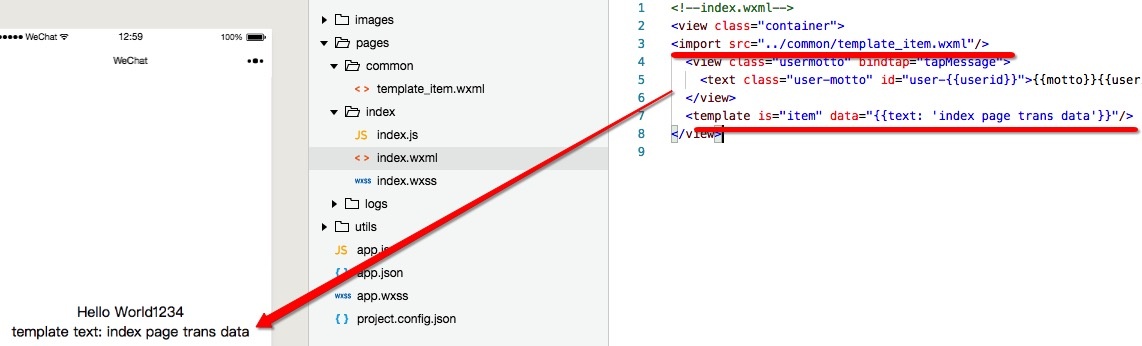 WeChat 12:59 100%
WeChat
Hello World1234
template text: index page trans data
images
pages
common
<> template_item.wxml
index
JS index.js
<> index.wxml
wxss index.wxss
logs
utils
JS app.js
{ } app.json
wxss app.wxss
{ } project.config.json
1 <!--index.wxml-->
2 <view class="container">
3 <import src="../common/template_item.wxml"/>
4 <view class="usermotto" bindtap="tapMessage">
5 <text class="user-motto" id="user-{{userid}}">{{motto}}{{user
6 </view>
7 <template is="item" data="{{text: 'index page trans data'}}"/>
8 </view>
9